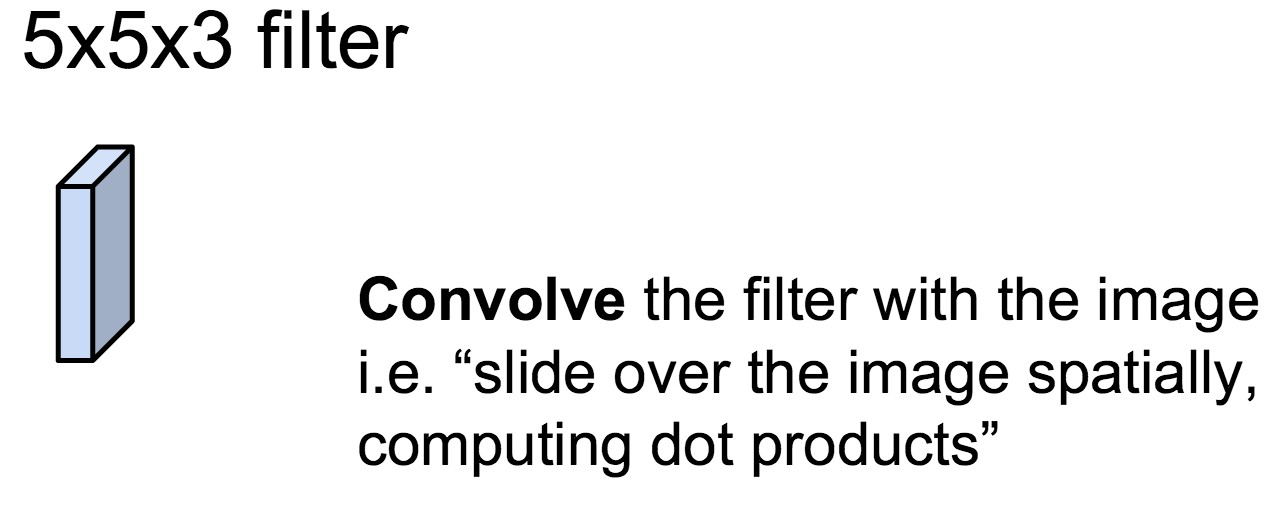 5x5x3 filter
Convolve the filter with the image
i.e. “slide over the image spatially,
computing dot products”